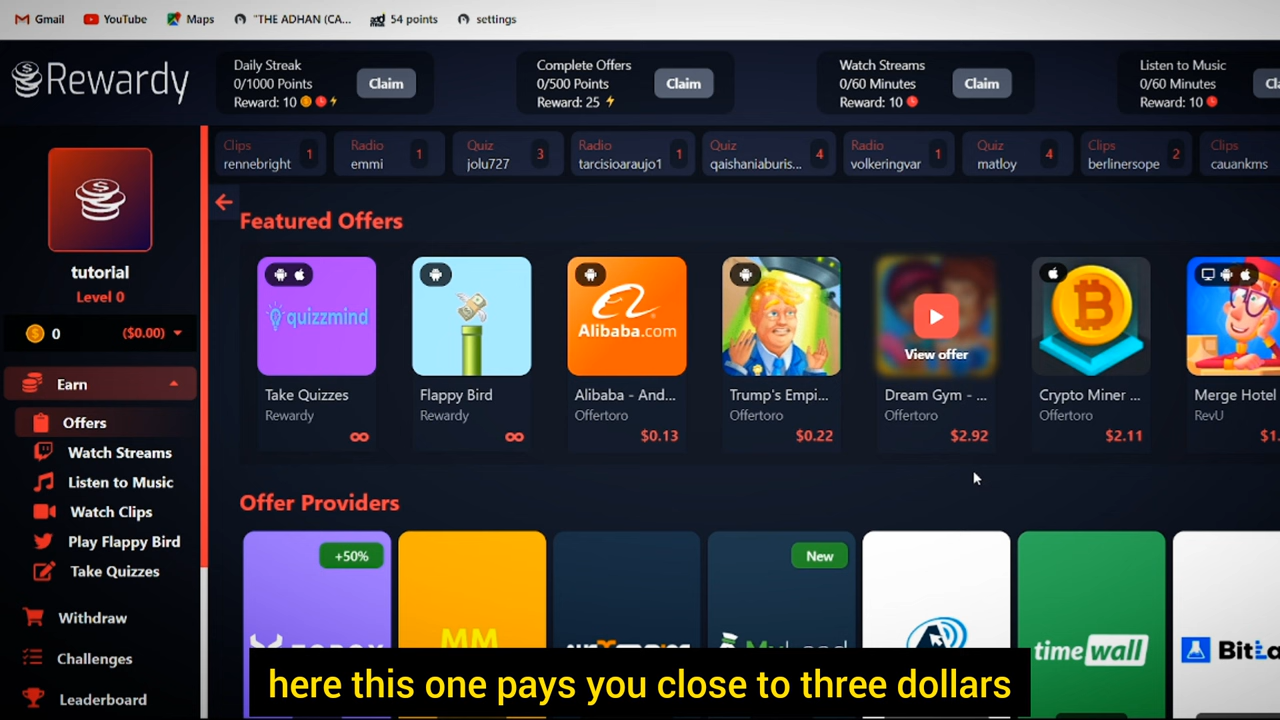 Gmail
YouTube
Maps
"THE ADHAN (CA...
54 points
settings
Rewardy
Daily Streak
0/1000 Points
Reward: 10
Claim
Complete Offers
0/500 Points
Reward: 25
Claim
Watch Streams
0/60 Minutes
Reward: 10
Claim
Listen to Music
0/60 Minutes
Reward: 10
Clips
rennebright
1
Radio
emmi
1
Quiz
jolu727
3
Radio
tarcisioaraujo1
1
Quiz
qaishaniaburis...
4
Radio
volkeringvar
1
Quiz
matloy
4
Clips
berlinersope
2
Clips
cauankms
tutorial
Level 0
0
($0.00)
Earn
Offers
Watch Streams
Listen to Music
Watch Clips
Play Flappy Bird
Take Quizzes
Withdraw
Challenges
Leaderboard
Featured Offers
quizzmind
Take Quizzes
Rewardy
Flappy Bird
Rewardy
Alibaba.com
Alibaba - And...
Offertoro
$0.13
Trump's Empi...
Offertoro
$0.22
View offer
Dream Gym - ...
Offertoro
$2.92
Crypto Miner ...
Offertoro
$2.11
Merge Hotel
RevU
Offer Providers
+50%
MM
New
timewall
here this one pays you close to three dollars